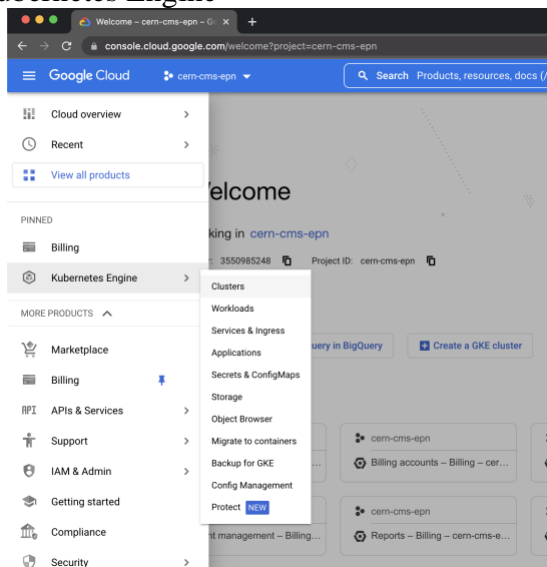 ubernetes Engine
Welcome – cern-cms-epn – Go
console.cloud.google.com/welcome?project=cern-cms-epn
Google Cloud
cern-cms-epn
Search Products, resources, docs (/
Cloud overview
Recent
View all products
elcome
PINNED
king in cern-cms-epn
Billing
3550985248 Project ID: cern-cms-epn
Kubernetes Engine
Clusters
Workloads
MORE PRODUCTS
Services & Ingress
Marketplace
Applications
uery in BigQuery
Create a GKE cluster
Billing
Secrets & ConfigMaps
Storage
API APIs & Services
Object Browser
Support
Migrate to containers
cern-cms-epn
Backup for GKE
... Billing accounts – Billing – cer...
IAM & Admin
Config Management
Getting started
Protect NEW
cern-cms-epn
Compliance
nt management – Billing...
Reports – Billing – cern-cms-e...
Security